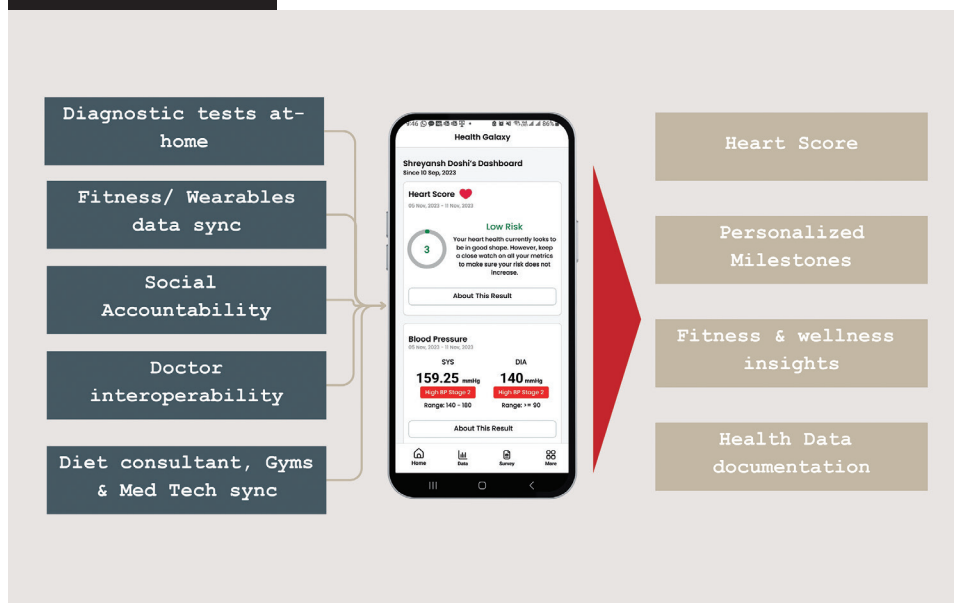 Diagnostic tests at-
home
Fitness/ Wearables
data sync
Social
Accountability
Doctor
interoperability
Diet consultant, Gyms
& Med Tech sync
9:46
86%
Health Galaxy
Shreyansh Doshi's Dashboard
Since 10 Sep, 2023
Heart Score
05 Nov, 2023 - 11 Nov, 2023
3
Low Risk
Your heart health currently looks to
be in good shape. However, keep
a close watch on all your metrics
to make sure your risk does not
increase.
About This Result
Blood Pressure
05 Nov, 2023 - 11 Nov, 2023
SYS
159.25 mmHg
High BP Stage 2
Range: 140 - 180
DIA
140 mmHg
High BP Stage 2
Range: >= 90
About This Result
Home
Data
Survey
More
Heart Score
Personalized
Milestones
Fitness & wellness
insights
Health Data
documentation